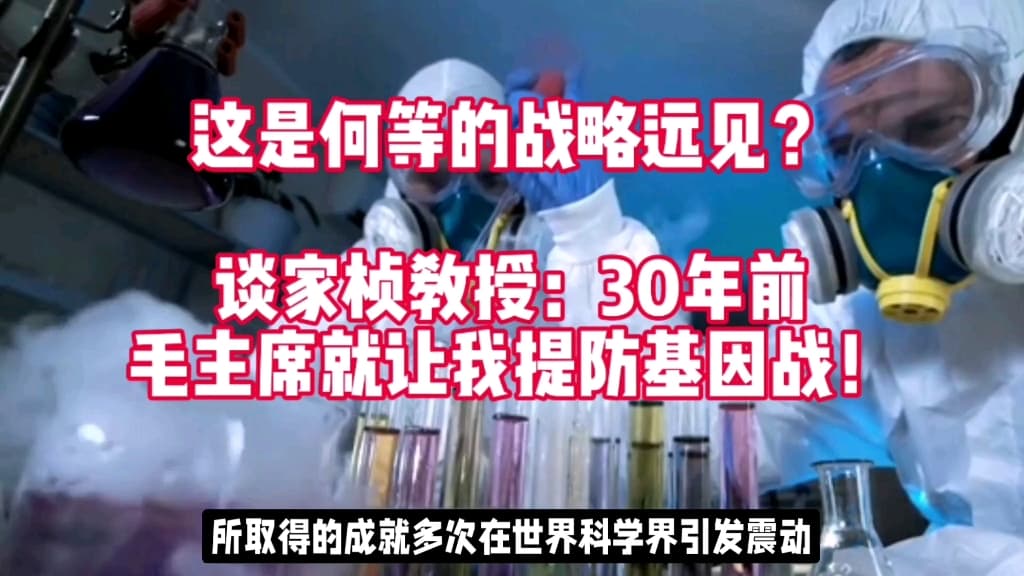 这是何等的战略远见？
谈家桢教授：30年前
毛主席就让我提防基因战！
所取得的成就多次在世界科学界引发震动